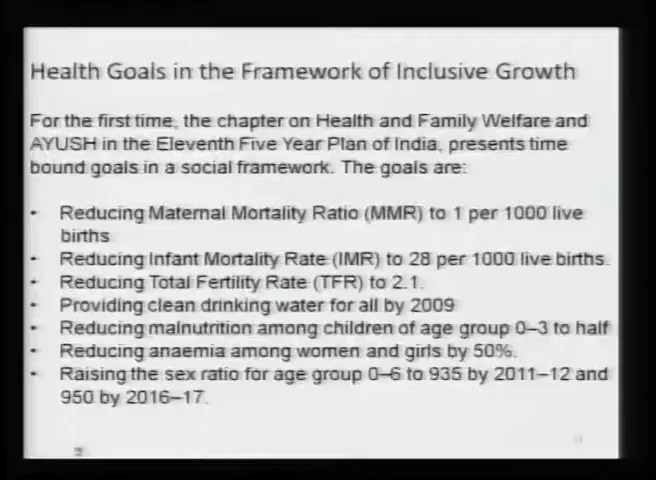 Health Goals in the Framework of Inclusive Growth
For the first time, the chapter on Health and Family Welfare and
AYUSH in the Eleventh Five Year Plan of India, presents time
bound goals in a social framework. The goals are:
• Reducing Maternal Mortality Ratio (MMR) to 1 per 1000 live
births
• Reducing Infant Mortality Rate (IMR) to 28 per 1000 live births.
• Reducing Total Fertility Rate (TFR) to 2.1.
• Providing clean drinking water for all by 2009
• Reducing malnutrition among children of age group 0–3 to half
• Reducing anaemia among women and girls by 50%.
• Raising the sex ratio for age group 0–6 to 935 by 2011–12 and
950 by 2016–17.